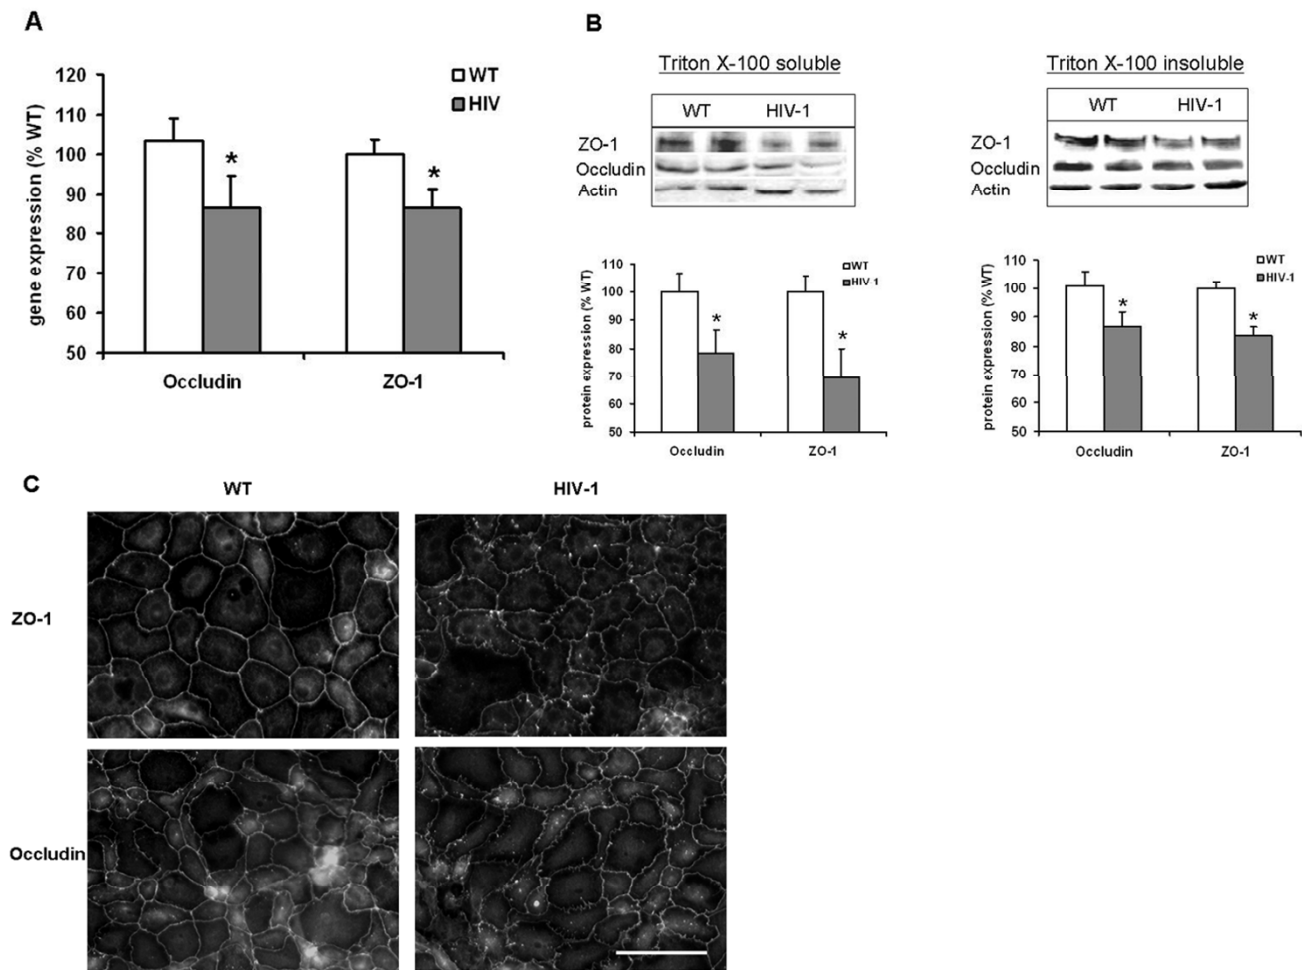 A
gene expression (% WT)
120
110
100
90
80
70
60
50
WT
HIV
*
*
Occludin
ZO-1
B
Triton X-100 soluble
WT HIV-1
ZO-1
Occludin
Actin
protein expression (% WT)
110
100
90
80
70
60
50
WT
HIV-1
*
*
Occludin
ZO-1
Triton X-100 insoluble
WT HIV-1
ZO-1
Occludin
Actin
protein expression (% WT)
110
100
90
80
70
60
50
WT
HIV-1
*
*
Occludin
ZO-1
C
WT
HIV-1
ZO-1
Occludin